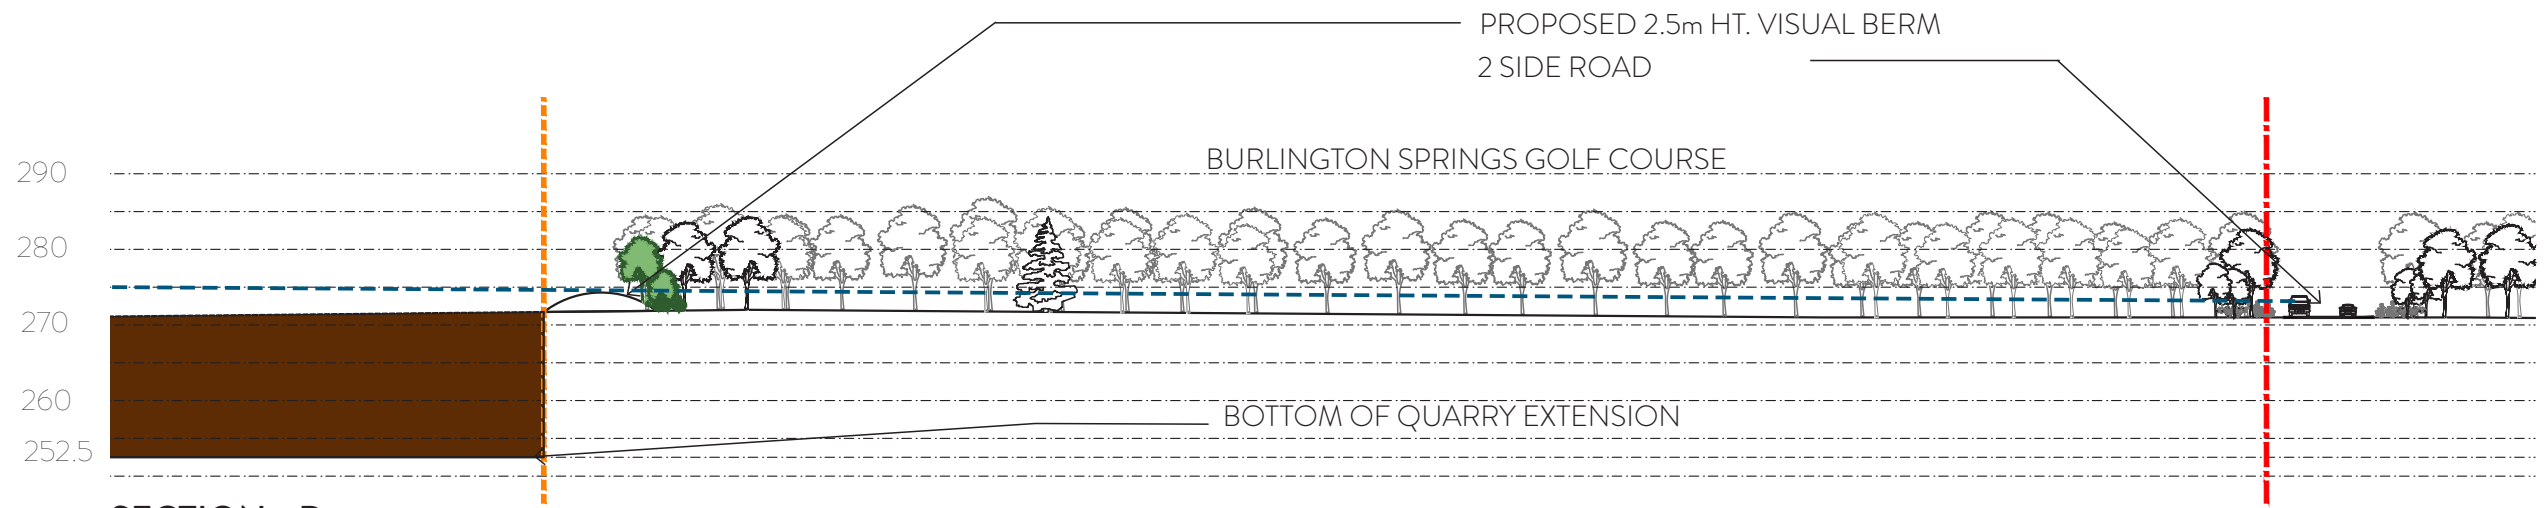 PROPOSED 2.5m HT. VISUAL BERM
2 SIDE ROAD
BURLINGTON SPRINGS GOLF COURSE
290
280
270
260
BOTTOM OF QUARRY EXTENSION
252.5